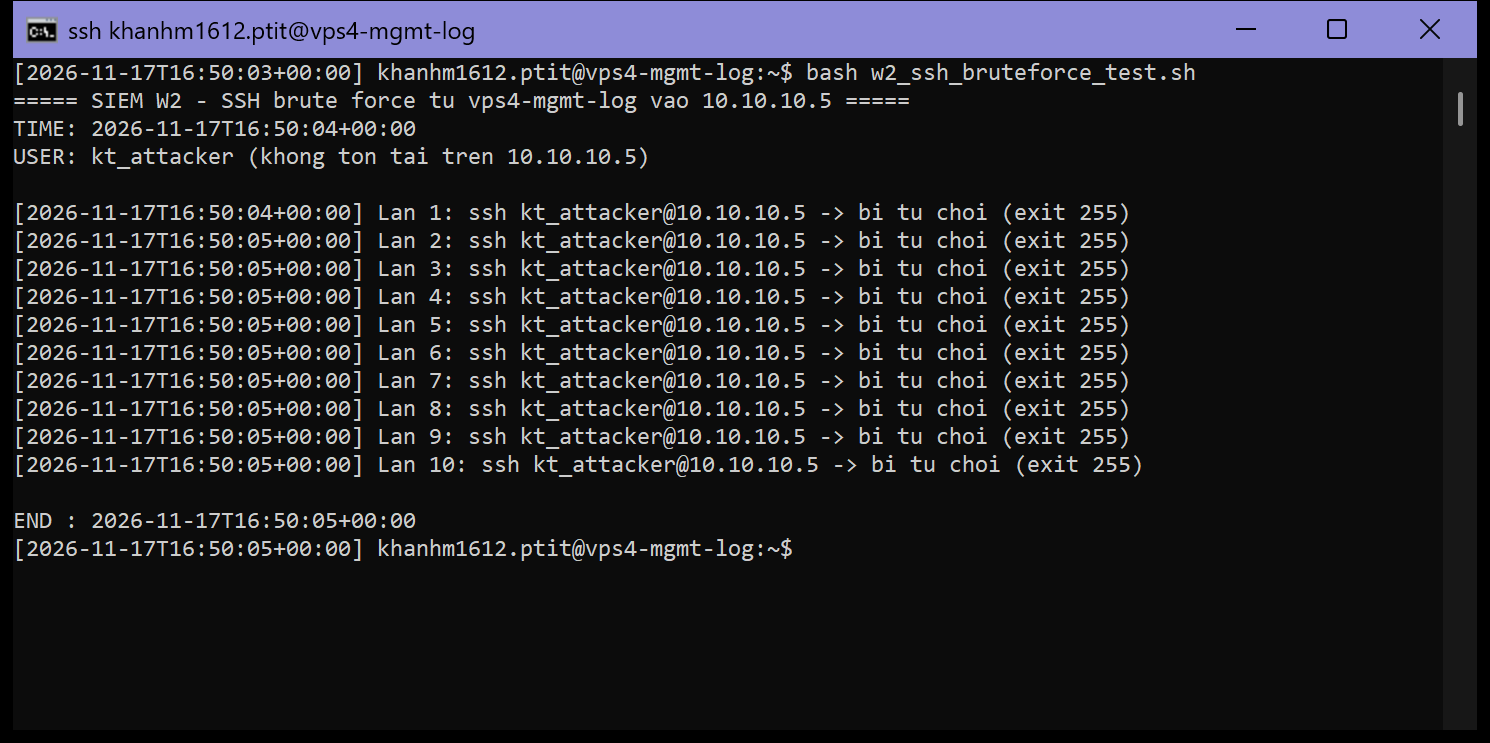 ssh khanhm1612.ptit@vps4-mgmt-log
[2026-11-17T16:50:03+00:00] khanhm1612.ptit@vps4-mgmt-log:~$ bash w2_ssh_bruteforce_test.sh
===== SIEM W2 - SSH brute force tu vps4-mgmt-log vao 10.10.10.5 =====
TIME: 2026-11-17T16:50:04+00:00
USER: kt_attacker (khong ton tai tren 10.10.10.5)
[2026-11-17T16:50:04+00:00] Lan 1: ssh kt_attacker@10.10.10.5 -> bi tu choi (exit 255)
[2026-11-17T16:50:05+00:00] Lan 2: ssh kt_attacker@10.10.10.5 -> bi tu choi (exit 255)
[2026-11-17T16:50:05+00:00] Lan 3: ssh kt_attacker@10.10.10.5 -> bi tu choi (exit 255)
[2026-11-17T16:50:05+00:00] Lan 4: ssh kt_attacker@10.10.10.5 -> bi tu choi (exit 255)
[2026-11-17T16:50:05+00:00] Lan 5: ssh kt_attacker@10.10.10.5 -> bi tu choi (exit 255)
[2026-11-17T16:50:05+00:00] Lan 6: ssh kt_attacker@10.10.10.5 -> bi tu choi (exit 255)
[2026-11-17T16:50:05+00:00] Lan 7: ssh kt_attacker@10.10.10.5 -> bi tu choi (exit 255)
[2026-11-17T16:50:05+00:00] Lan 8: ssh kt_attacker@10.10.10.5 -> bi tu choi (exit 255)
[2026-11-17T16:50:05+00:00] Lan 9: ssh kt_attacker@10.10.10.5 -> bi tu choi (exit 255)
[2026-11-17T16:50:05+00:00] Lan 10: ssh kt_attacker@10.10.10.5 -> bi tu choi (exit 255)
END : 2026-11-17T16:50:05+00:00
[2026-11-17T16:50:05+00:00] khanhm1612.ptit@vps4-mgmt-log:~$